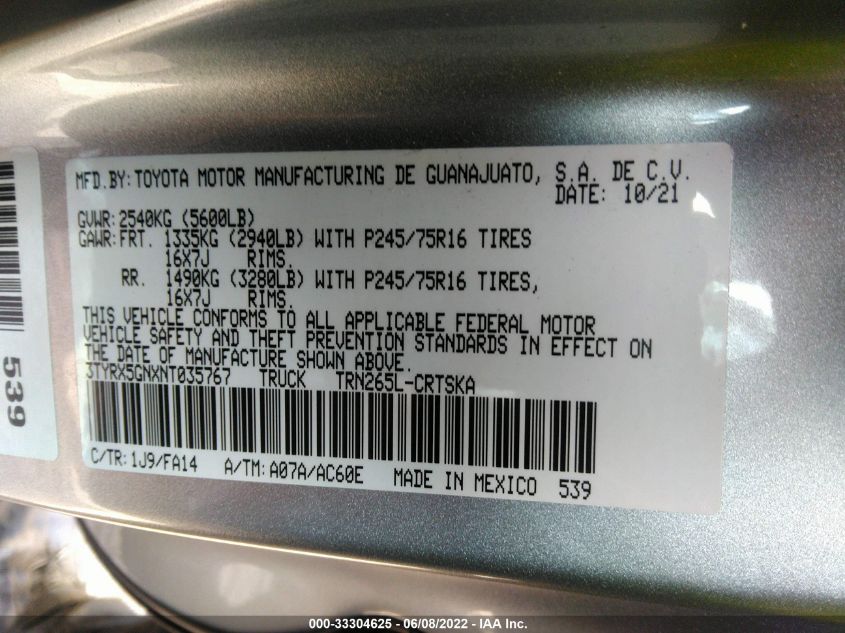 MFD.BY: TOYOTA MOTOR MANUFACTURING DE GUANAJUATO, S.A. DE C.V.
DATE: 10/21
GVWR: 2540KG (5600LB)
GAWR: FRT. 1335KG (2940LB) WITH P245/75R16 TIRES
16X7J RIMS.
RR. 1490KG (3280LB) WITH P245/75R16 TIRES,
16X7J RIMS.
THIS VEHICLE CONFORMS TO ALL APPLICABLE FEDERAL MOTOR
VEHICLE SAFETY AND THEFT PREVENTION STANDARDS IN EFFECT ON
THE DATE OF MANUFACTURE SHOWN ABOVE.
3TYRX5GNXNT035767 TRUCK TRN265L-CRTSKA
C/TR: 1J9/FA14 A/TM: A07A/AC60E MADE IN MEXICO 539
539
000-33304625 - 06/08/2022 - IAA Inc.